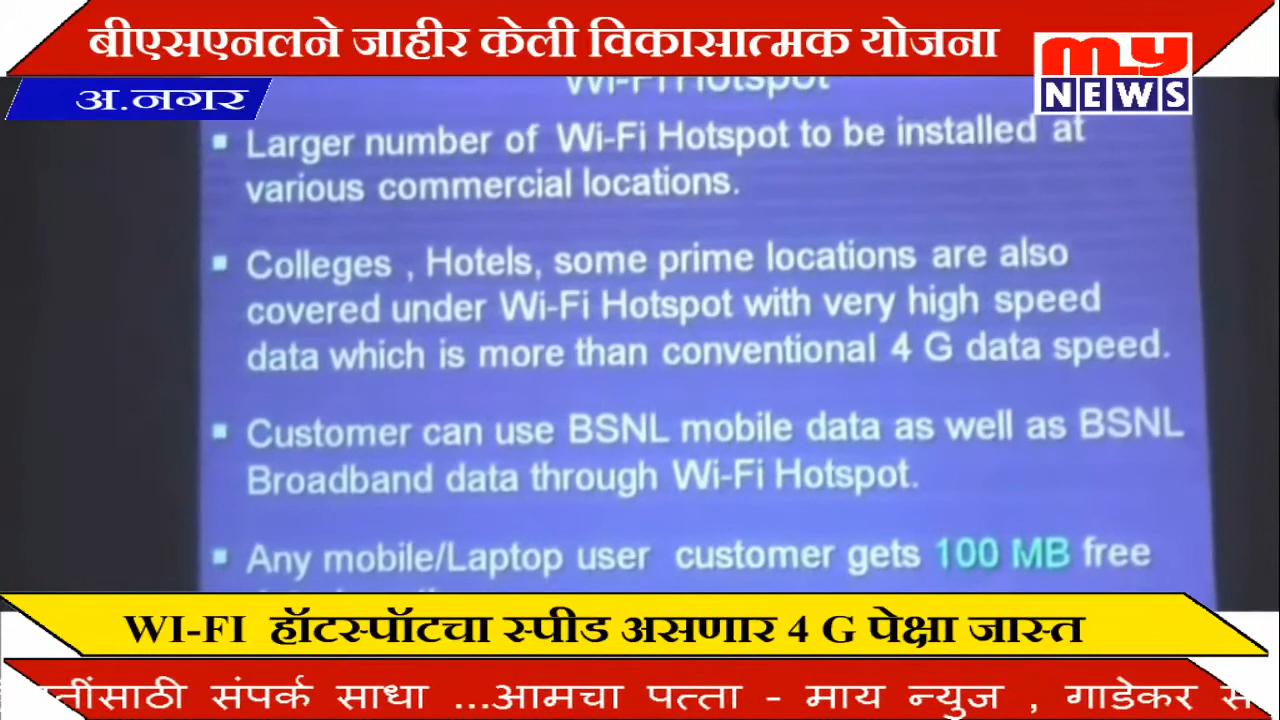 बीएसएनलने जाहीर केली विकासात्मक योजना
my
NEWS
अ.नगर
Wi-Fi Hotspot
▪ Larger number of Wi-Fi Hotspot to be installed at
various commercial locations.
▪ Colleges , Hotels, some prime locations are also
covered under Wi-Fi Hotspot with very high speed
data which is more than conventional 4 G data speed.
▪ Customer can use BSNL mobile data as well as BSNL
Broadband data through Wi-Fi Hotspot.
▪ Any mobile/Laptop user customer gets 100 MB free
WI-FI हॉटस्पॉटचा स्पीड असणार 4 G पेक्षा जास्त
संपर्क साधा ...आमचा पत्ता - माय न्युज , गाडेकर